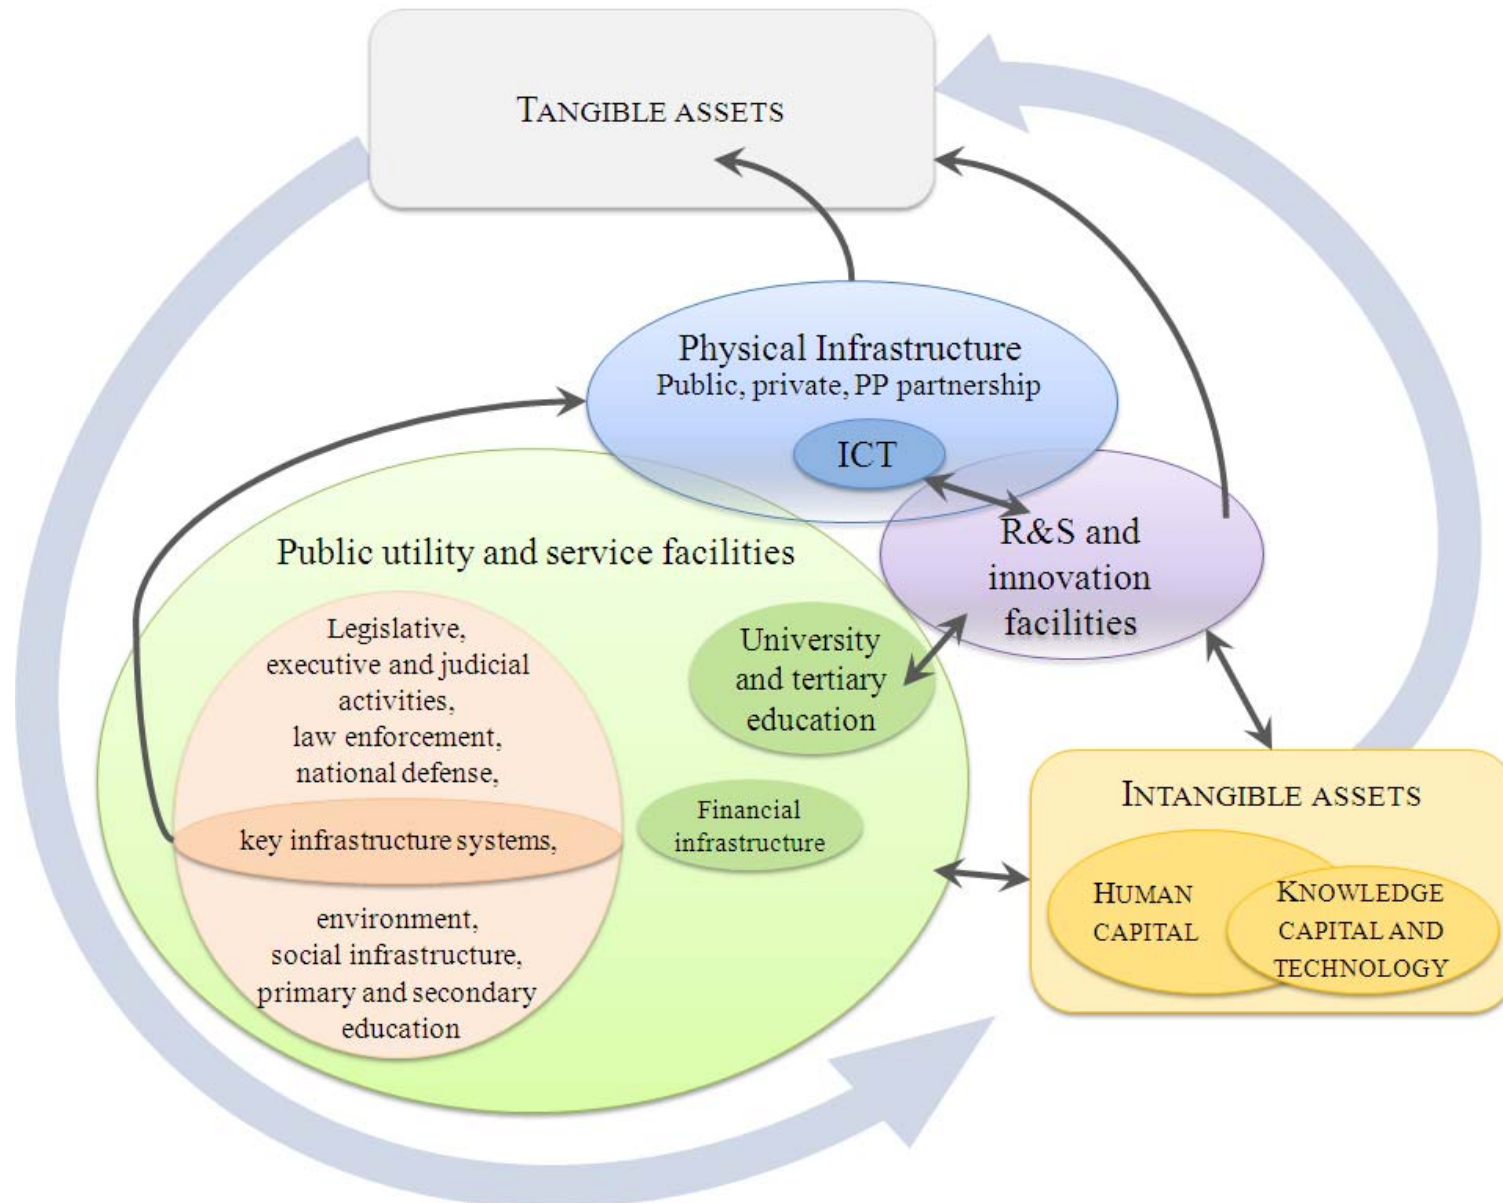 TANGIBLE ASSETS
Physical Infrastructure
Public, private, PP partnership
ICT
R&S and
innovation
facilities
Public utility and service facilities
Legislative,
executive and judicial
activities,
law enforcement,
national defense,
key infrastructure systems,
environment,
social infrastructure,
primary and secondary
education
University
and tertiary
education
Financial
infrastructure
INTANGIBLE ASSETS
HUMAN
CAPITAL
KNOWLEDGE
CAPITAL AND
TECHNOLOGY